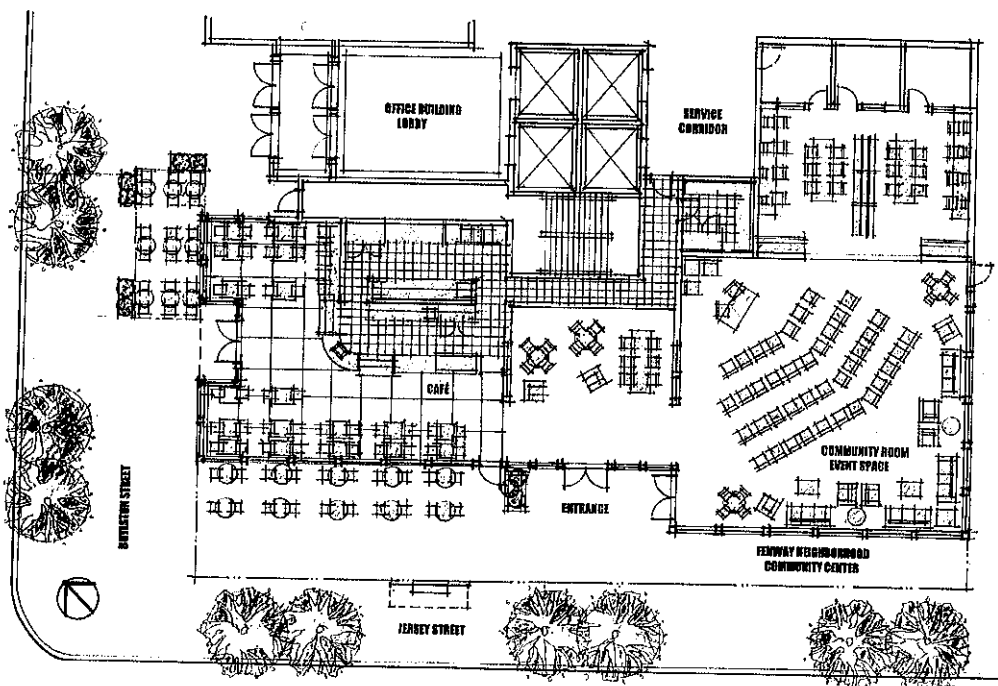 OFFICE BUILDING
LOBBY
SERVICE
CORRIDOR
CAFÉ
COMMUNITY ROOM
EVENT SPACE
BOYLSTON STREET
ENTRANCE
FENWAY NEIGHBORHOOD
COMMUNITY CENTER
JERSEY STREET